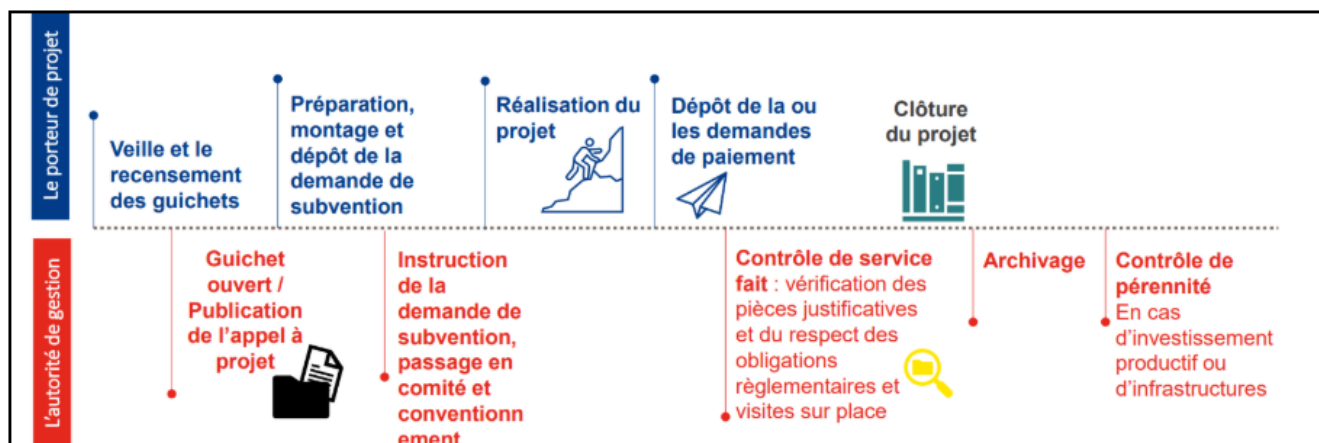 Le porteur de projet
Veille et le
recensement
des guichets
Préparation,
montage et
dépôt de la
demande de
subvention
Réalisation du
projet
Dépôt de la ou
les demandes
de paiement
Clôture
du projet
L'autorité de gestion
Guichet
ouvert /
Publication
de l'appel à
projet
Instruction
de la
demande de
subvention,
passage en
comité et
conventionn
ement
Contrôle de service
fait : vérification des
pièces justificatives
et du respect des
obligations
règlementaires et
visites sur place
Archivage
Contrôle de
pérennité
En cas
d'investissement
productif ou
d'infrastructures